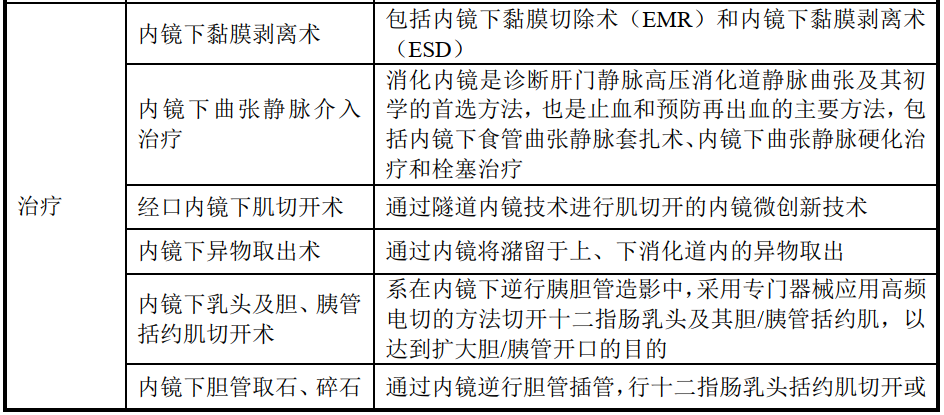 内镜下黏膜剥离术
包括内镜下黏膜切除术（EMR）和内镜下黏膜剥离术
（ESD）
内镜下曲张静脉介入
治疗
消化内镜是诊断肝门静脉高压消化道静脉曲张及其初
学的首选方法，也是止血和预防再出血的主要方法，包
括内镜下食管曲张静脉套扎术、内镜下曲张静脉硬化治
疗和栓塞治疗
治疗
经口内镜下肌切开术
通过隧道内镜技术进行肌切开的内镜微创新技术
内镜下异物取出术
通过内镜将潴留于上、下消化道内的异物取出
内镜下乳头及胆、胰管
括约肌切开术
系在内镜下逆行胰胆管造影中，采用专门器械应用高频
电切的方法切开十二指肠乳头及其胆/胰管括约肌，以
达到扩大胆/胰管开口的目的
内镜下胆管取石、碎石
通过内镜逆行胆管插管，行十二指肠乳头括约肌切开或